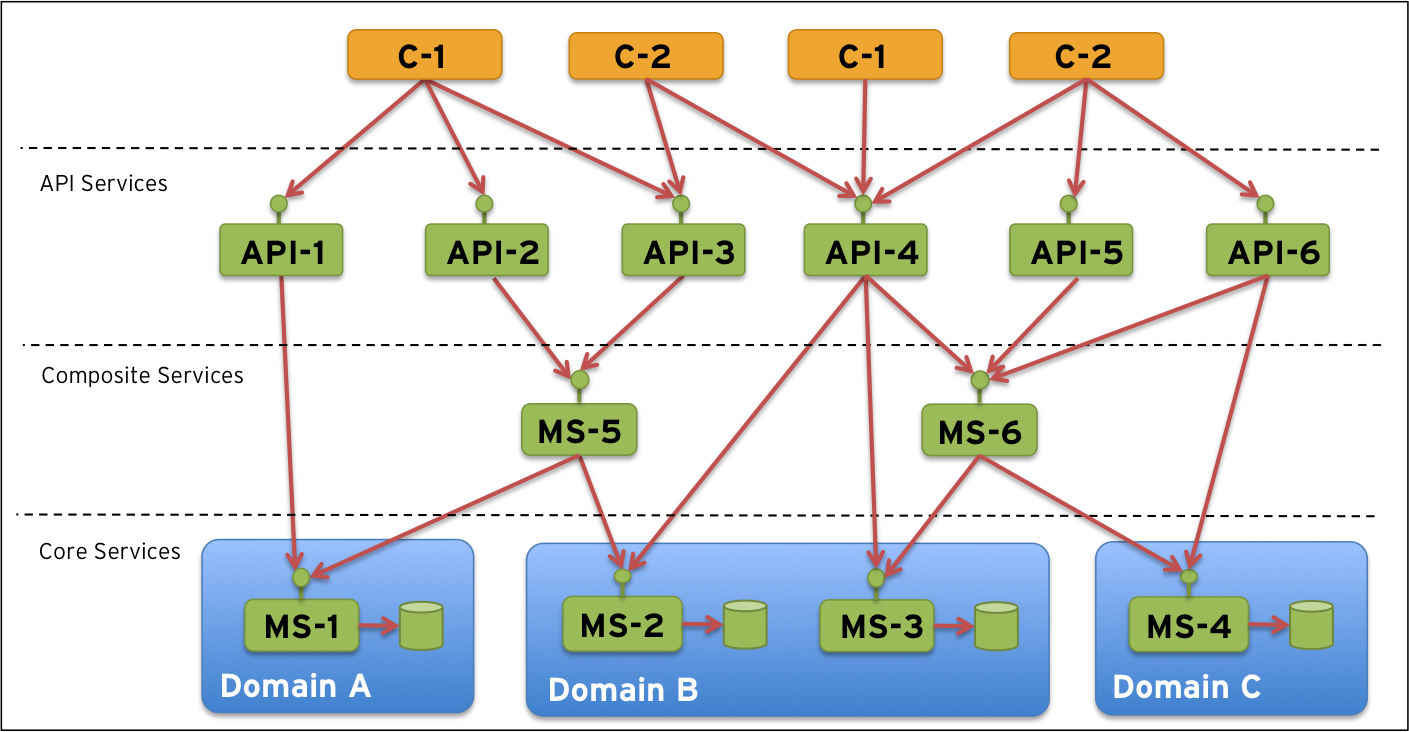 C-1
C-2
C-1
C-2
API Services
API-1
API-2
API-3
API-4
API-5
API-6
Composite Services
MS-5
MS-6
Core Services
MS-1
MS-2
MS-3
MS-4
Domain A
Domain B
Domain C